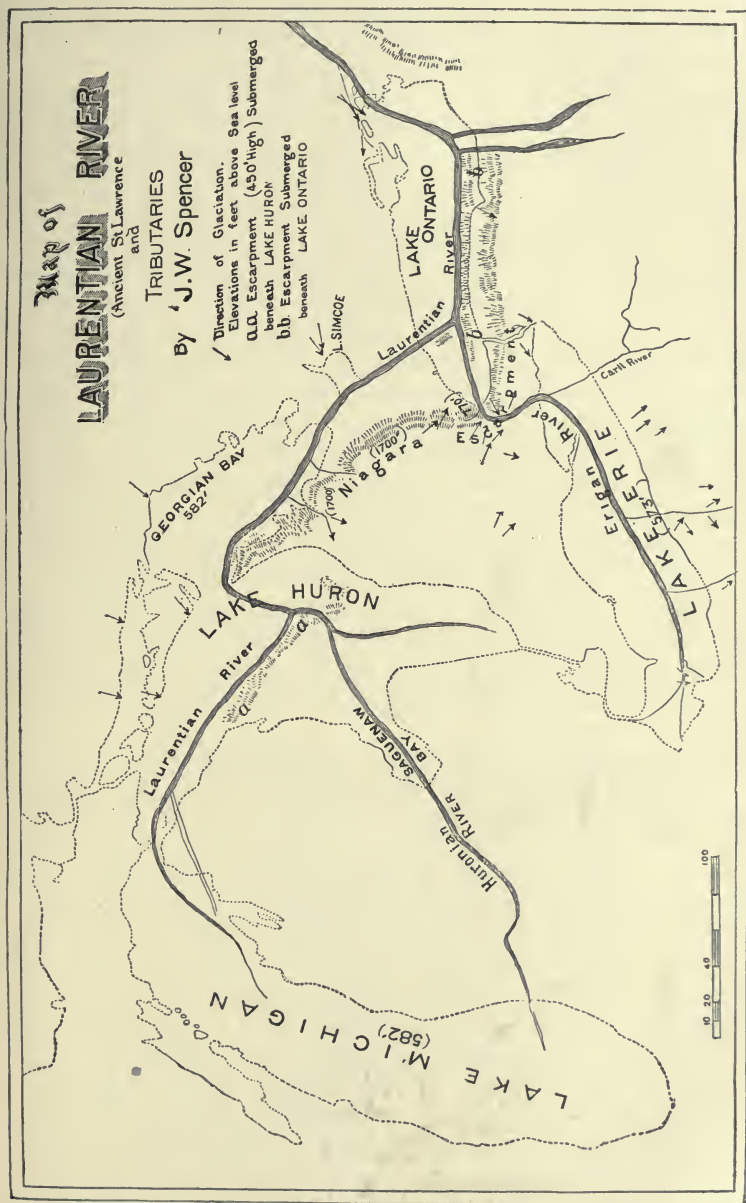 Map of
LAURENTIAN RIVER
(Ancient St Lawrence
and
TRIBUTARIES
By J.W. Spencer
Direction of Glaciation.
Elevations in feet above Sea level
a.a Escarpment (450' High) Submerged
beneath LAKE HURON
b.b. Escarpment Submerged
beneath LAKE ONTARIO
L. SIMCOE
GEORGIAN BAY
582'
LAKE ONTARIO
Laurentian River
b
b
Niagara Escarpment
(1700')
(1700)
LAKE HURON
a
a
Laurentian River
SAGUENAW BAY
Huronian RIVER
Erigan River
LAKE ERIE
(573')
Carll River
LAKE MICHIGAN
(582')
10 20 40 100